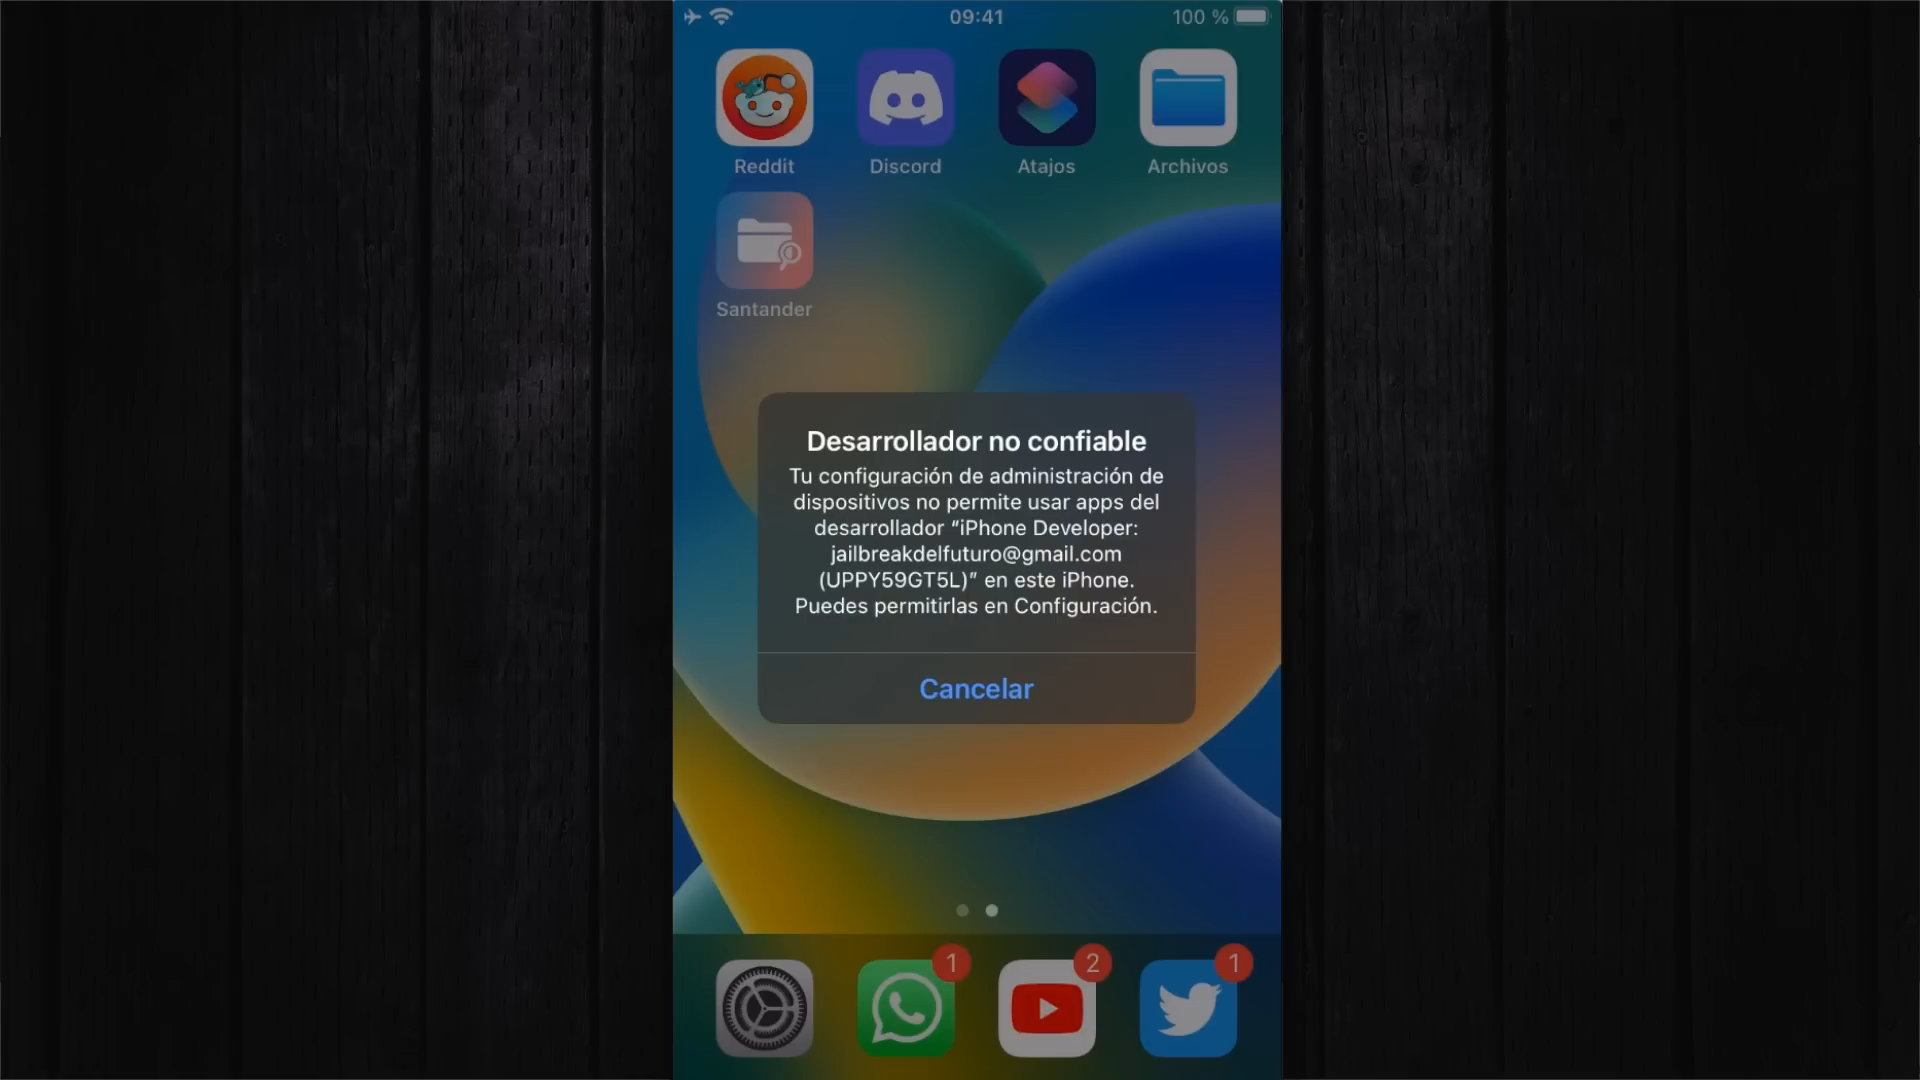 09:41
100 %
Reddit
Discord
Atajos
Archivos
Santander
Desarrollador no confiable
Tu configuración de administración de
dispositivos no permite usar apps del
desarrollador “iPhone Developer:
jailbreakdelfuturo@gmail.com
(UPPY59GT5L)” en este iPhone.
Puedes permitirlas en Configuración.
Cancelar
1
2
1